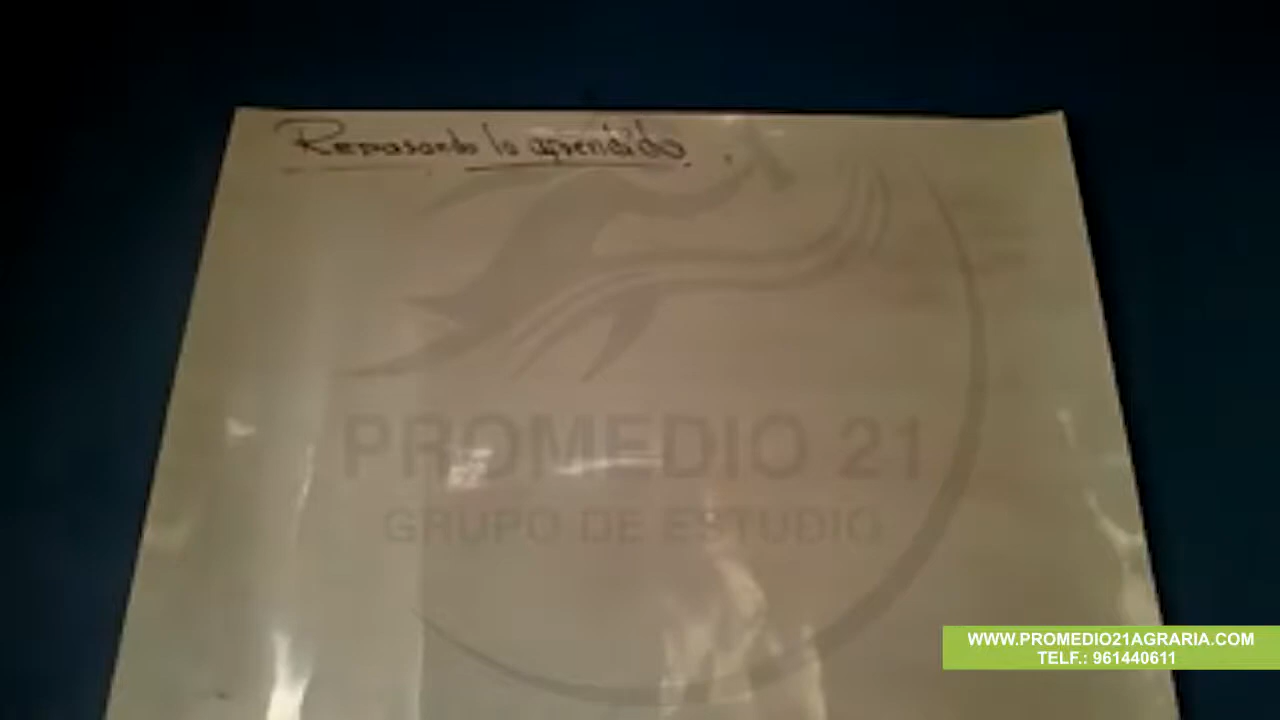 Repasando lo aprendido.
PROMEDIO 21
GRUPO DE ESTUDIO
WWW.PROMEDIO21AGRARIA.COM
TELF.: 961440611